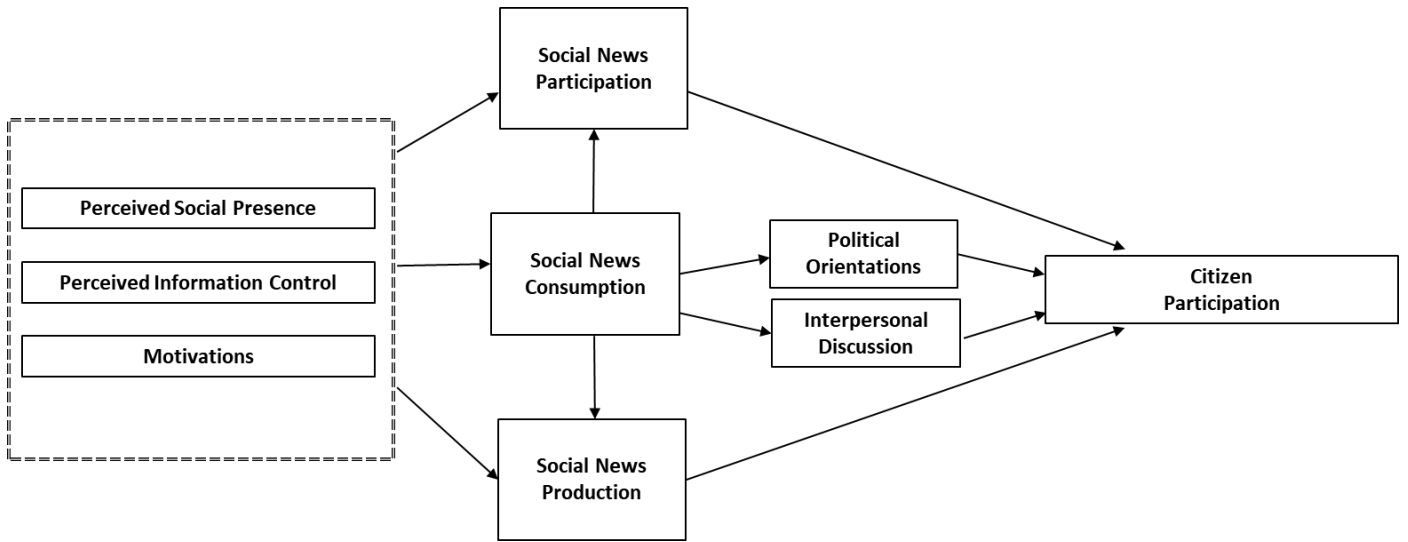 Social News
Participation
Perceived Social Presence
Perceived Information Control
Motivations
Social News
Consumption
Political
Orientations
Interpersonal
Discussion
Citizen
Participation
Social News
Production